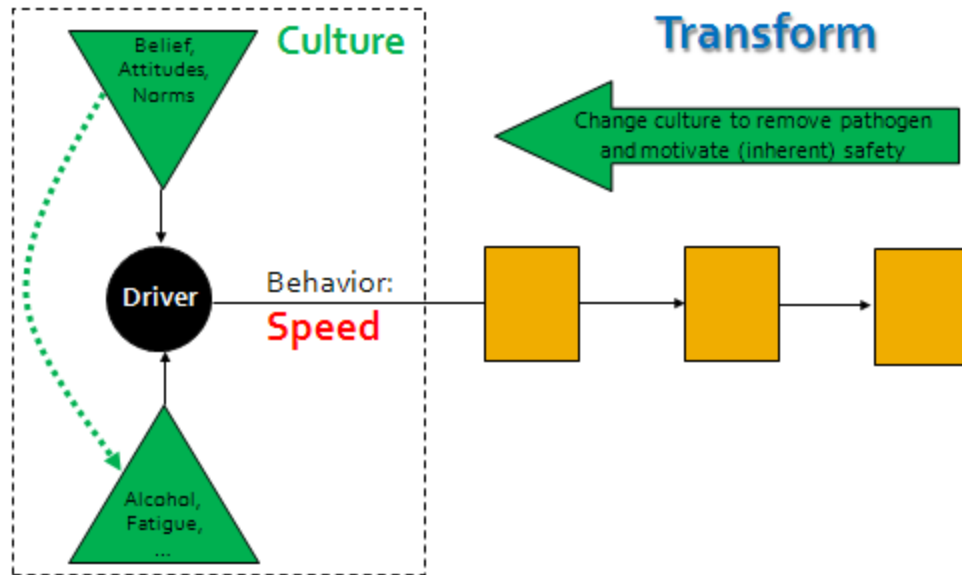 Culture
Transform
Belief,
Attitudes,
Norms
Change culture to remove pathogen
and motivate (inherent) safety
Driver
Behavior:
Speed
Alcohol,
Fatigue,
...